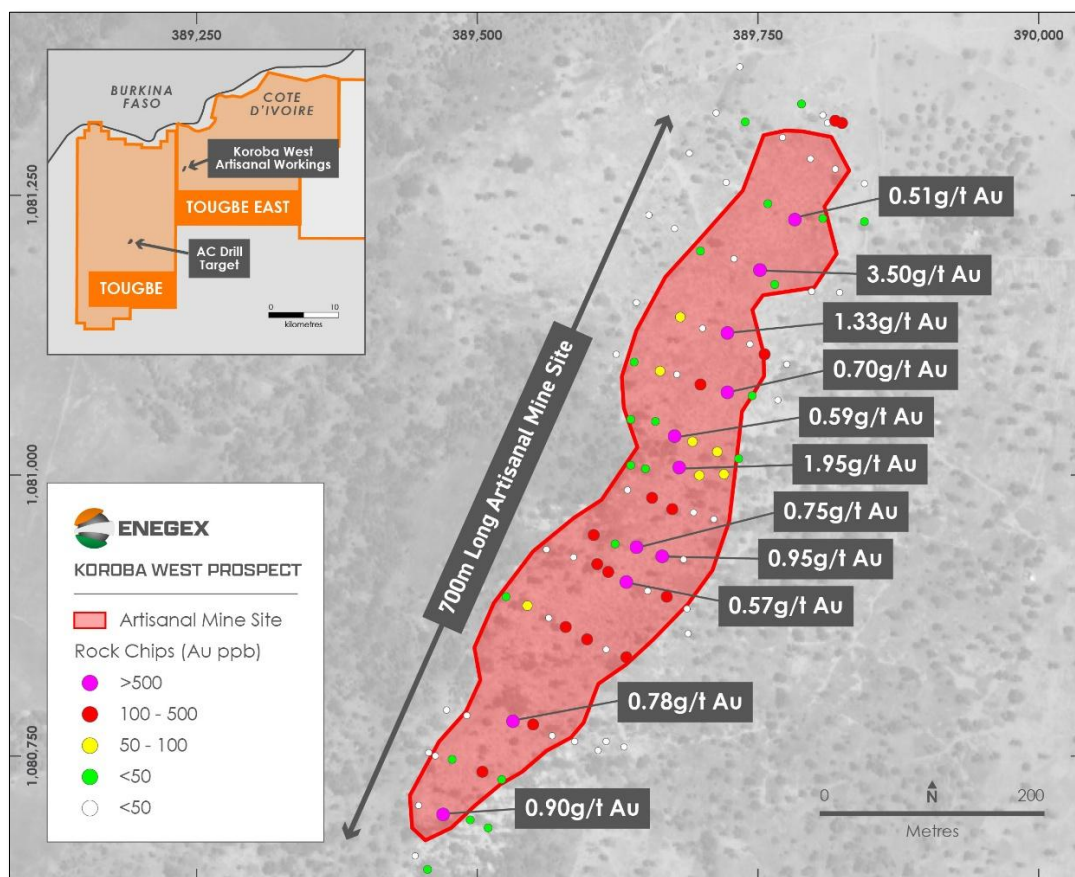 389,250
389,500
389,750
390,000
BURKINA
FASO
COTE
D'IVOIRE
Koroba West
Artisanal Workings
TOUGBE EAST
AC Drill
Target
TOUGBE
0
10
kilometres
1,081,250
1,081,000
1,080,750
700m Long Artisanal Mine Site
0.51g/t Au
3.50g/t Au
1.33g/t Au
0.70g/t Au
0.59g/t Au
1.95g/t Au
0.75g/t Au
0.95g/t Au
0.57g/t Au
0.78g/t Au
0.90g/t Au
ENEGEX
KOROBA WEST PROSPECT
Artisanal Mine Site
Rock Chips (Au ppb)
>500
100 - 500
50 - 100
<50
<50
0
N
200
Metres